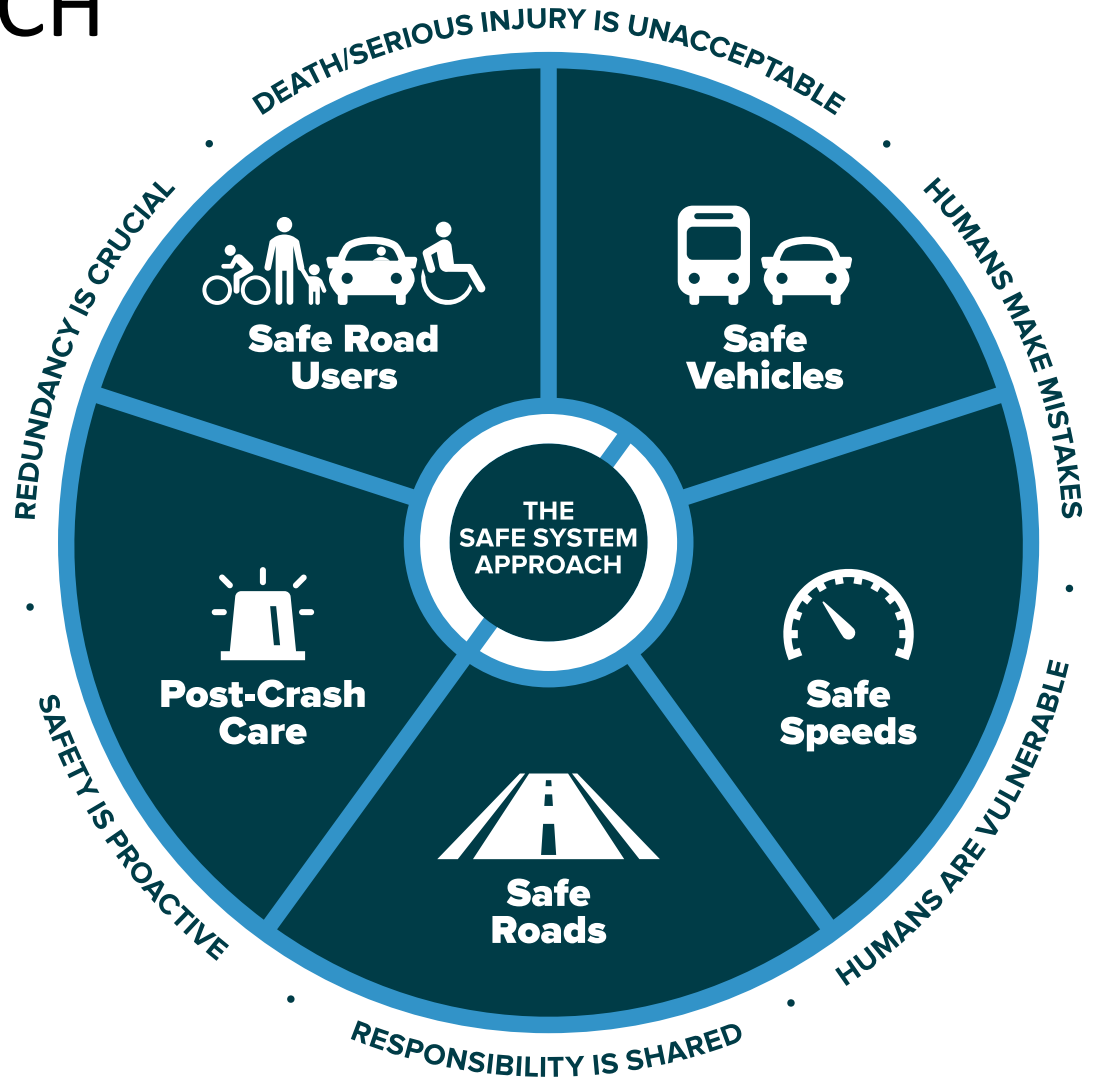 CH
DEATH/SERIOUS INJURY IS UNACCEPTABLE
HUMANS MAKE MISTAKES
HUMANS ARE VULNERABLE
RESPONSIBILITY IS SHARED
SAFETY IS PROACTIVE
REDUNDANCY IS CRUCIAL
Safe Road
Users
Safe
Vehicles
Safe
Speeds
Safe
Roads
Post-Crash
Care
THE
SAFE SYSTEM
APPROACH